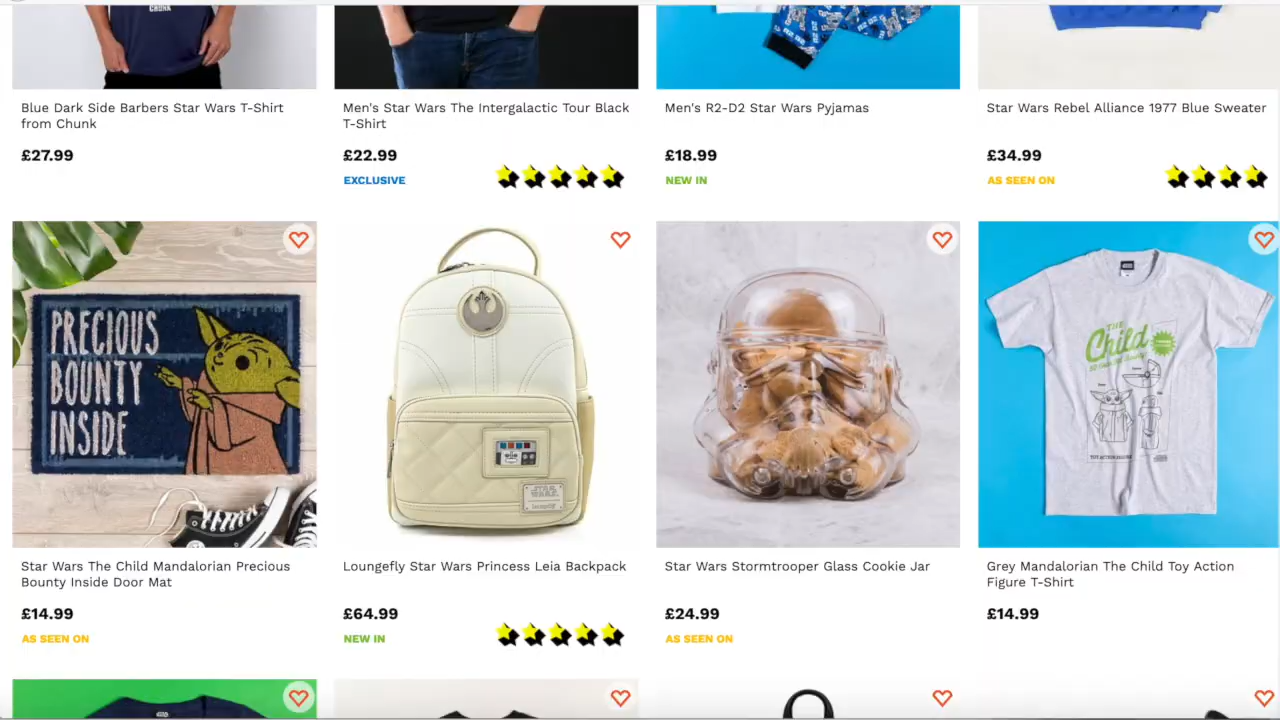 CHUNK
Blue Dark Side Barbers Star Wars T-Shirt
from Chunk
£27.99
Men's Star Wars The Intergalactic Tour Black
T-Shirt
£22.99
EXCLUSIVE
Men's R2-D2 Star Wars Pyjamas
£18.99
NEW IN
Star Wars Rebel Alliance 1977 Blue Sweater
£34.99
AS SEEN ON
PRECIOUS
BOUNTY
INSIDE
STAR
WARS
Loungefly
The
Child
Star Wars The Child Mandalorian Precious
Bounty Inside Door Mat
£14.99
AS SEEN ON
Loungefly Star Wars Princess Leia Backpack
£64.99
NEW IN
Star Wars Stormtrooper Glass Cookie Jar
£24.99
AS SEEN ON
Grey Mandalorian The Child Toy Action
Figure T-Shirt
£14.99